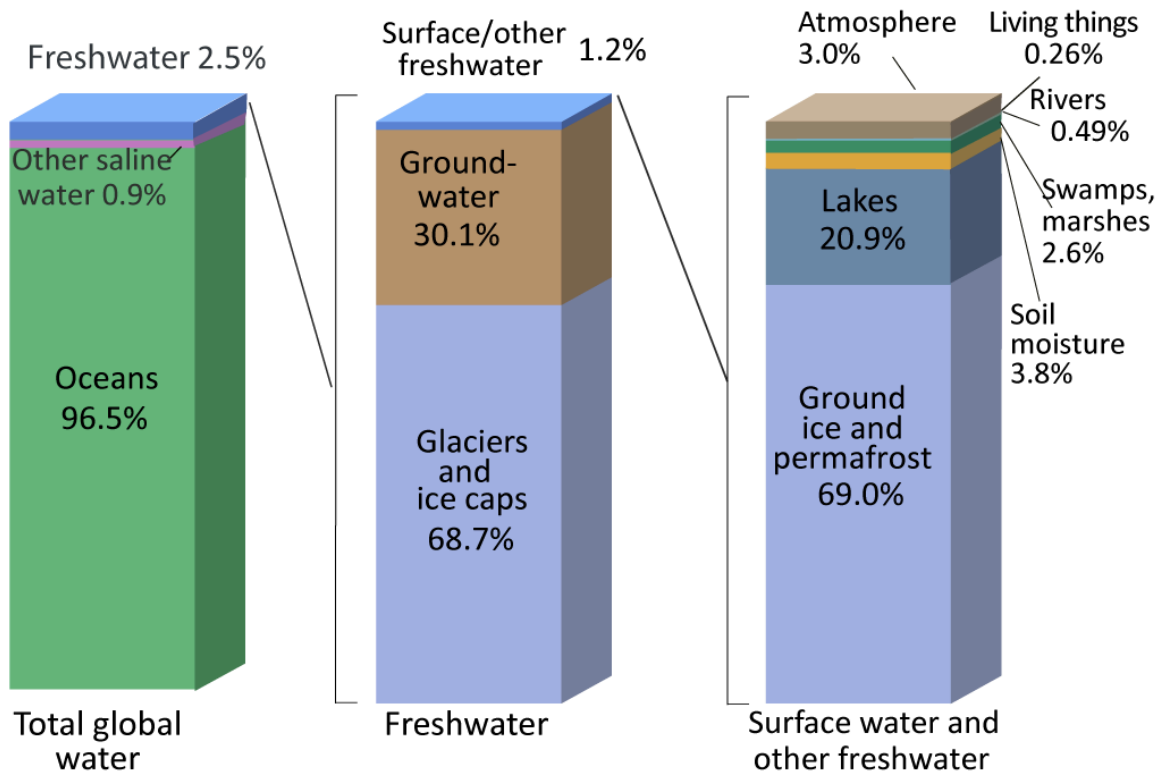 Freshwater 2.5%
Other saline
water 0.9%
Oceans
96.5%
Total global
water
Surface/other
freshwater
1.2%
Ground-
water
30.1%
Glaciers
and
ice caps
68.7%
Freshwater
Atmosphere
3.0%
Living things
0.26%
Rivers
0.49%
Swamps,
marshes
2.6%
Soil
moisture
3.8%
Lakes
20.9%
Ground
ice and
permafrost
69.0%
Surface water and
other freshwater